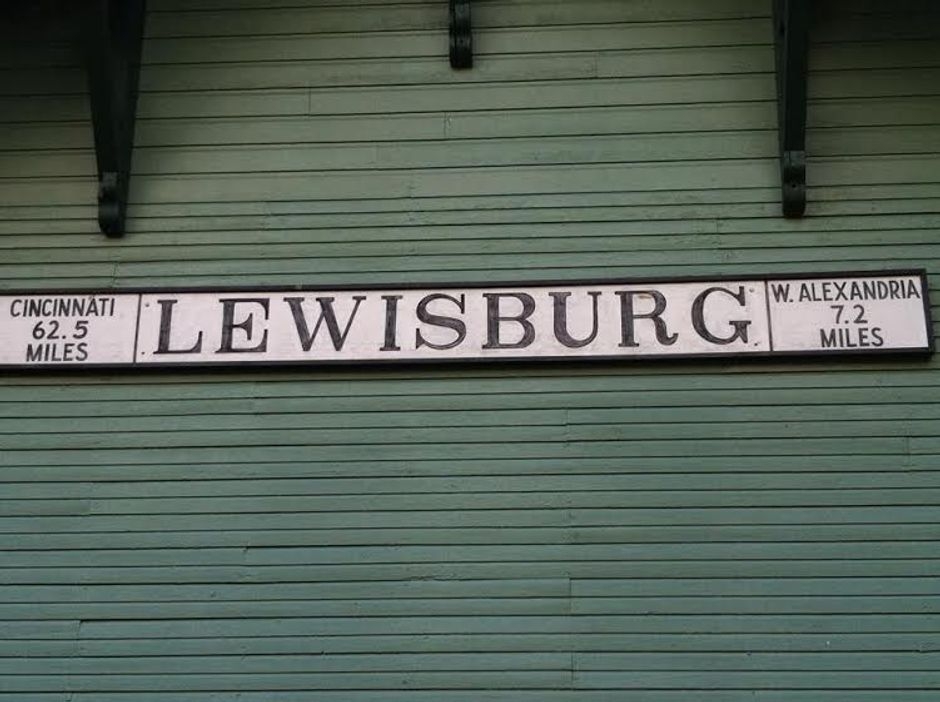 CINCINNATI
62.5
MILES
LEWISBURG
W. ALEXANDRIA
7.2
MILES